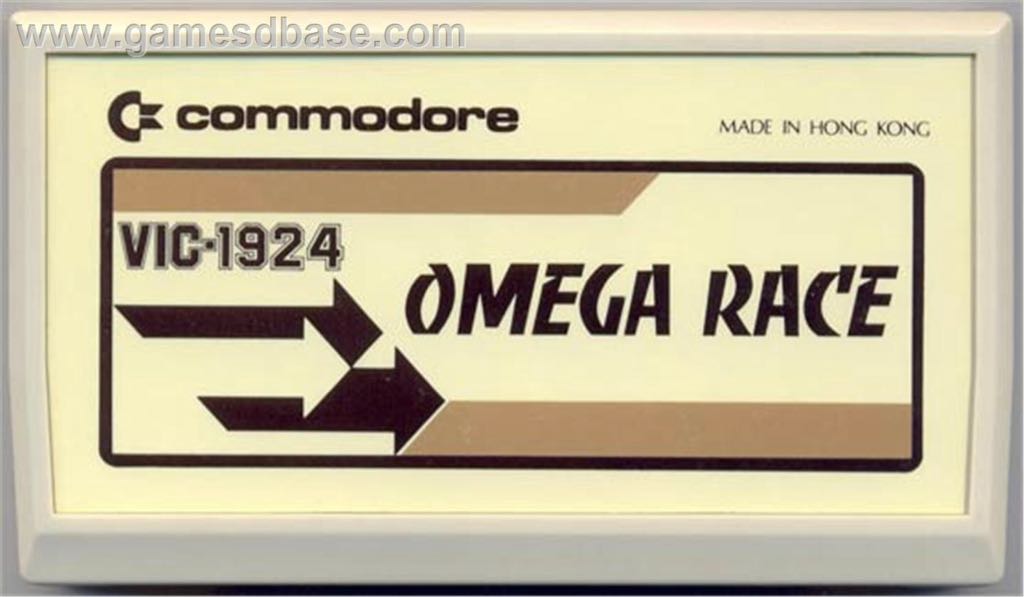 www.gamesdbase.com
commodore
MADE IN HONG KONG
VIC-1924
OMEGA RACE